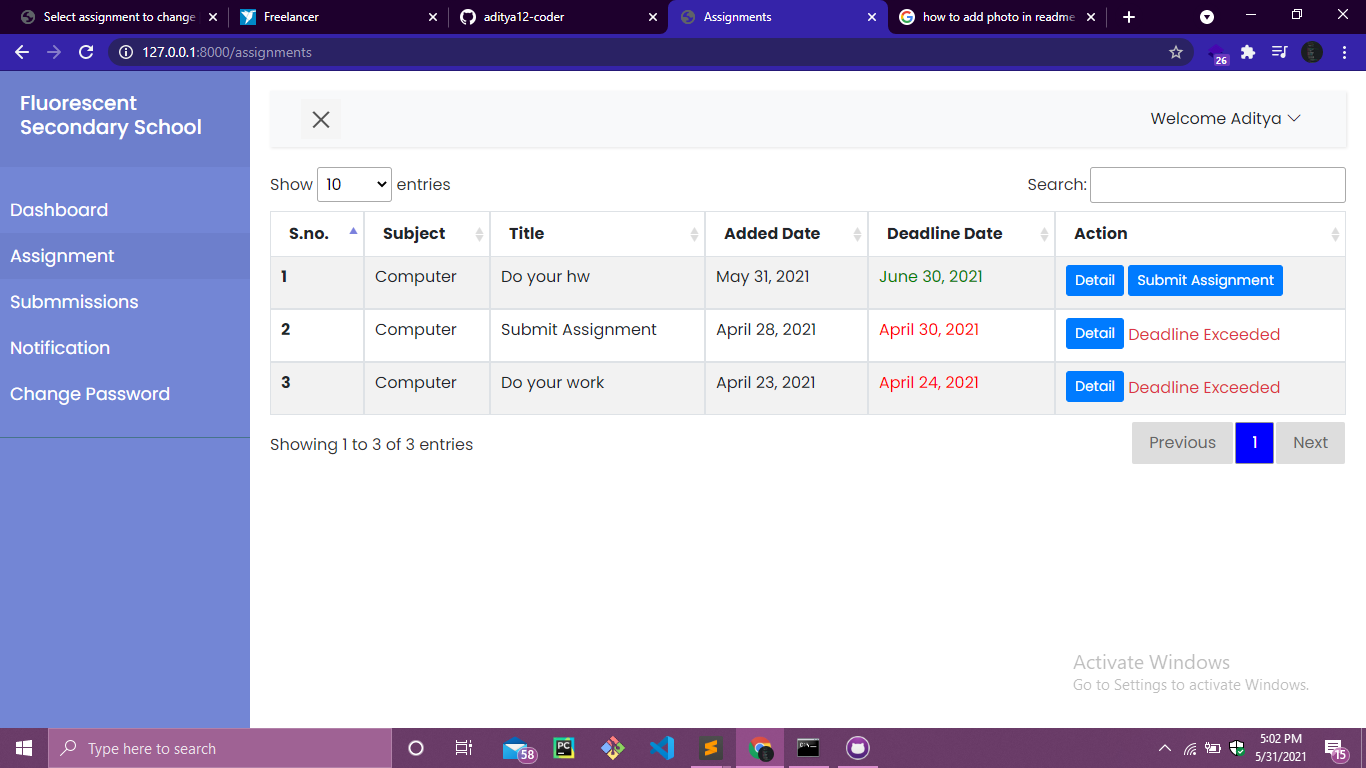 Select assignment to change
Freelancer
aditya12-coder
Assignments
how to add photo in readme
127.0.0.1:8000/assignments
26
Fluorescent
Secondary School
Welcome Aditya
Dashboard
Assignment
Submmissions
Notification
Change Password
Show 10 entries
Search:
S.no. Subject Title Added Date Deadline Date Action
1 Computer Do your hw May 31, 2021 June 30, 2021 Detail Submit Assignment
2 Computer Submit Assignment April 28, 2021 April 30, 2021 Detail Deadline Exceeded
3 Computer Do your work April 23, 2021 April 24, 2021 Detail Deadline Exceeded
Showing 1 to 3 of 3 entries
Previous 1 Next
Activate Windows
Go to Settings to activate Windows.
Type here to search
58
PC
5:02 PM
5/31/2021
15